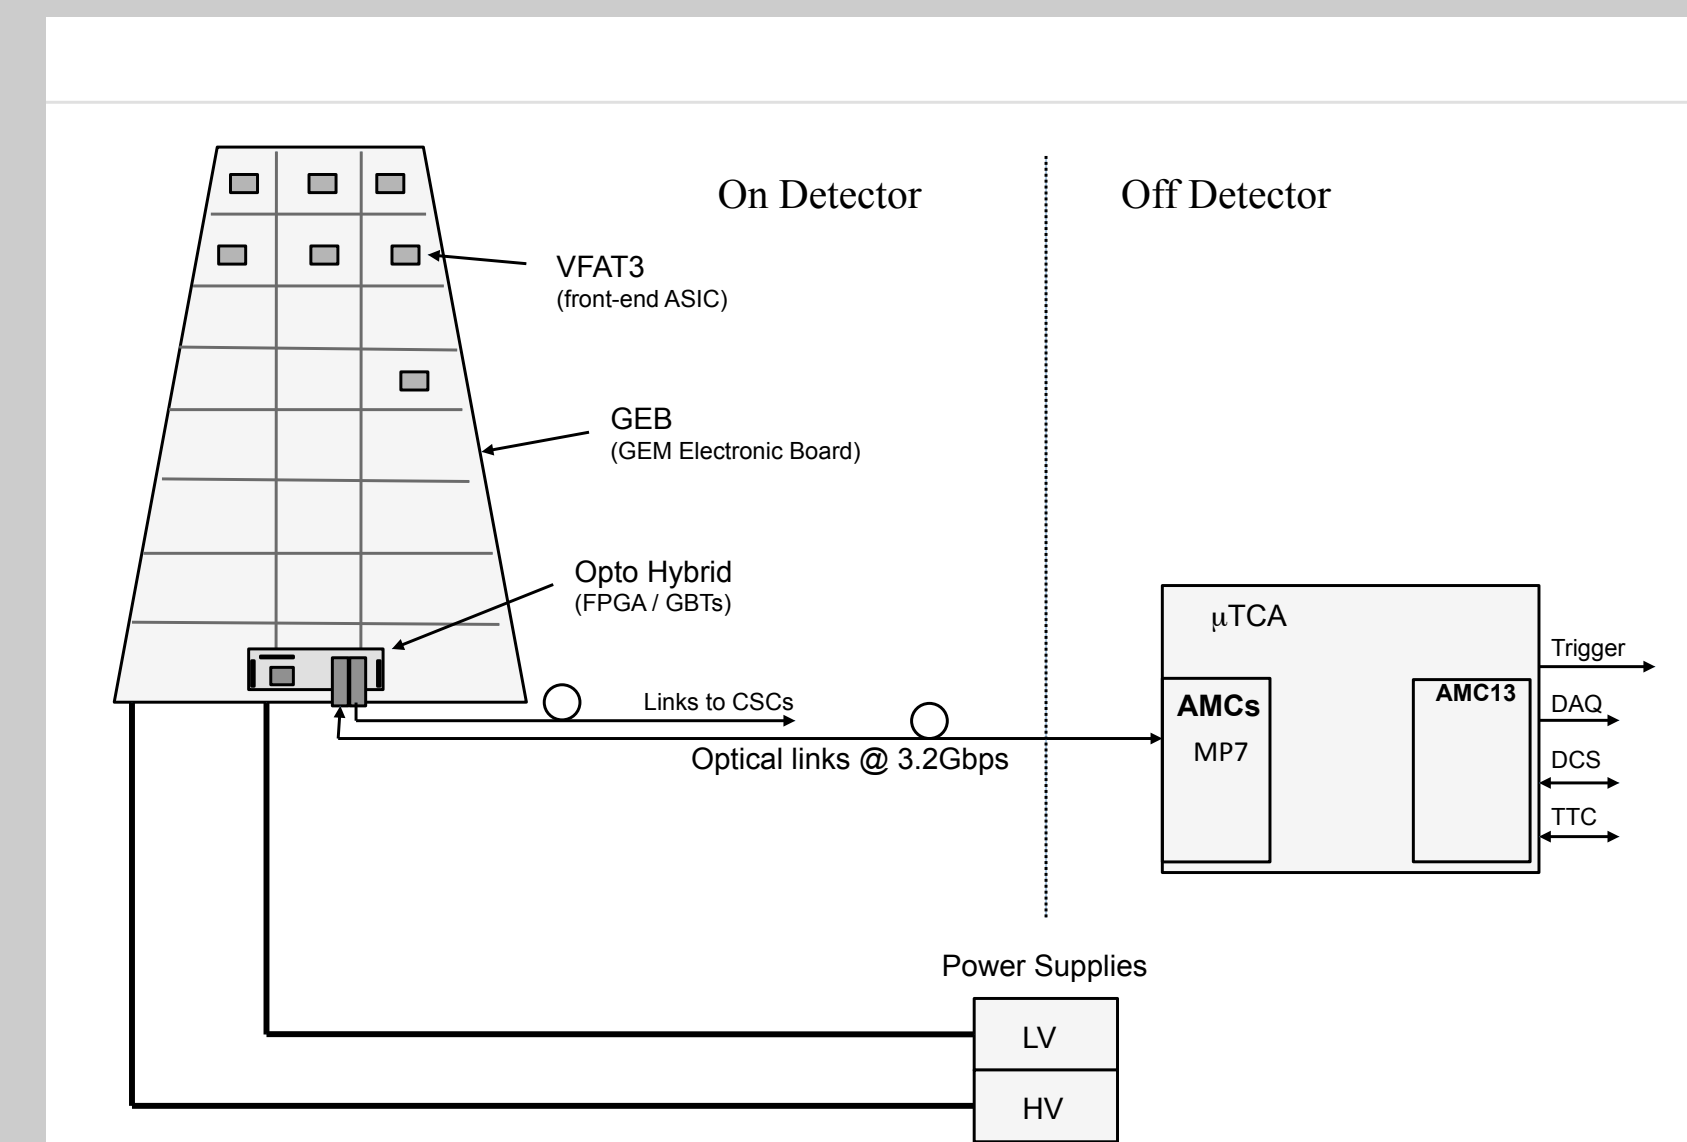 On Detector
Off Detector
VFAT3
(front-end ASIC)
GEB
(GEM Electronic Board)
Opto Hybrid
(FPGA / GBTs)
Links to CSCs
Optical links @ 3.2Gbps
μTCA
AMCs
MP7
AMC13
Trigger
DAQ
DCS
TTC
Power Supplies
LV
HV